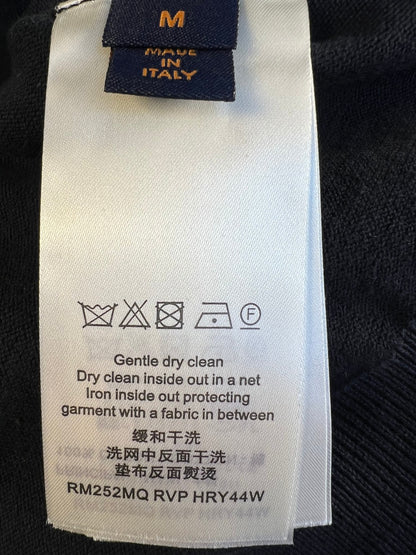 M
MADE
IN
ITALY
F
Gentle dry clean
Dry clean inside out in a net
Iron inside out protecting
garment with a fabric in between
缓和干洗
洗网中反面干洗
垫布反面熨烫
RM252MQ RVP HRY44W